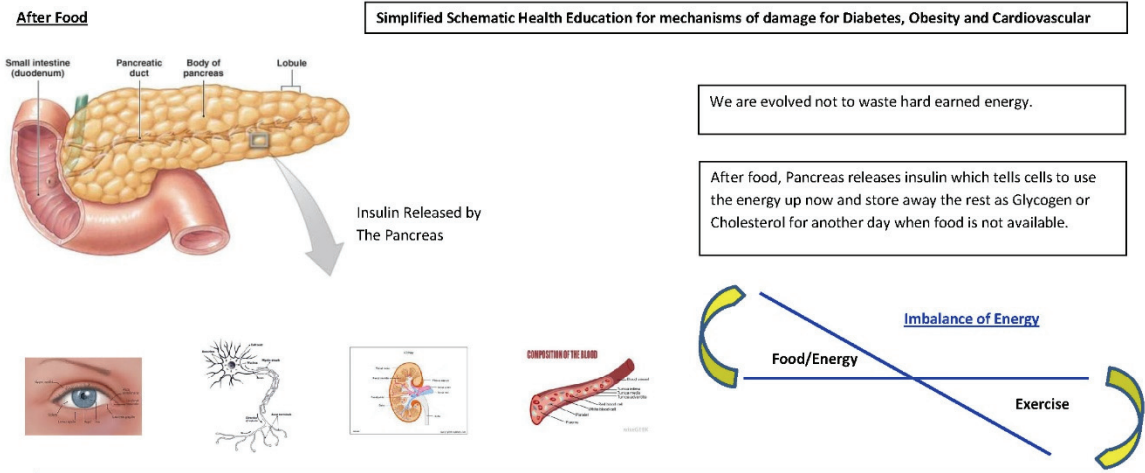 After Food
Simplified Schematic Health Education for mechanisms of damage for Diabetes, Obesity and Cardiovascular
Small intestine
(duodenum)
Pancreatic
duct
Body of
pancreas
Lobule
We are evolved not to waste hard earned energy.
After food, Pancreas releases insulin which tells cells to use
the energy up now and store away the rest as Glycogen or
Cholesterol for another day when food is not available.
Insulin Released by
The Pancreas
Imbalance of Energy
Food/Energy
Exercise
COMPOSITION OF THE BLOOD